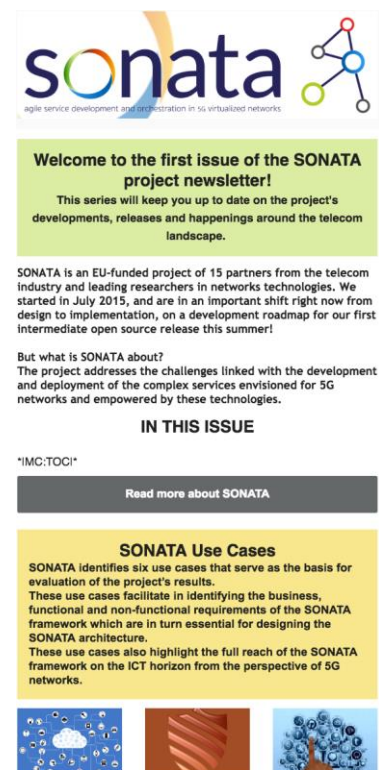 sonata
agile service development and orchestration in 5G virtualized networks
Welcome to the first issue of the SONATA
project newsletter!
This series will keep you up to date on the project's
developments, releases and happenings around the telecom
landscape.
SONATA is an EU-funded project of 15 partners from the telecom
industry and leading researchers in networks technologies. We
started in July 2015, and are in an important shift right now from
design to implementation, on a development roadmap for our first
intermediate open source release this summer!
But what is SONATA about?
The project addresses the challenges linked with the development
and deployment of the complex services envisioned for 5G
networks and empowered by these technologies.
IN THIS ISSUE
*IMC:TOCI*
Read more about SONATA
SONATA Use Cases
SONATA identifies six use cases that serve as the basis for
evaluation of the project's results.
These use cases facilitate in identifying the business,
functional and non-functional requirements of the SONATA
framework which are in turn essential for designing the
SONATA architecture.
These use cases also highlight the full reach of the SONATA
framework on the ICT horizon from the perspective of 5G
networks.